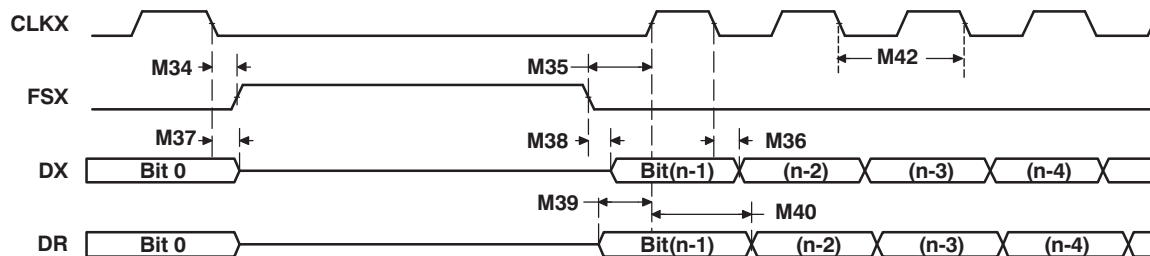 CLKX
M34 M35 M42
FSX
M37 M38 M36
DX Bit 0 Bit(n-1) (n-2) (n-3) (n-4)
M39 M40
DR Bit 0 Bit(n-1) (n-2) (n-3) (n-4)